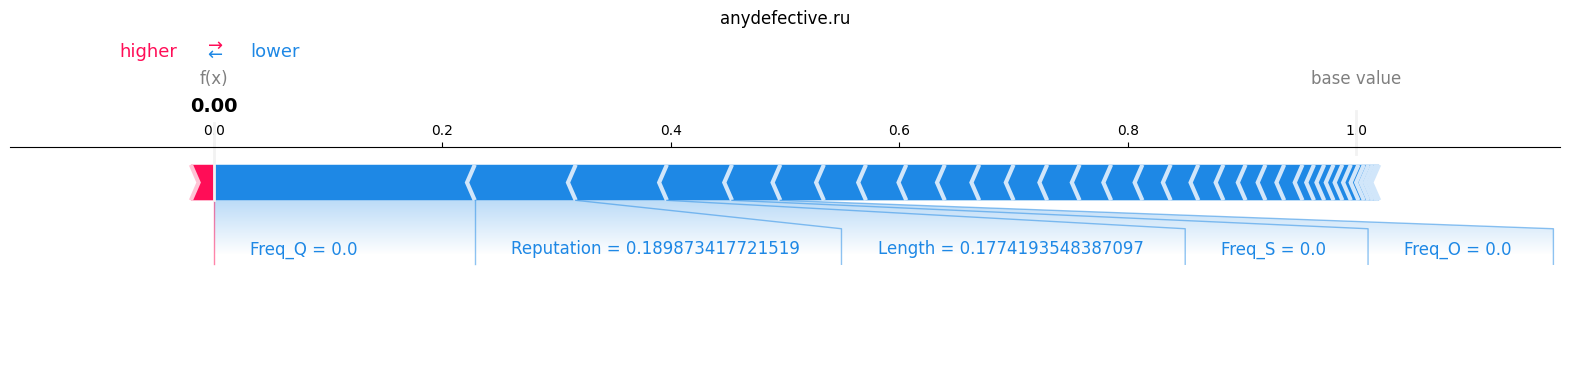 anydefective.ru
higher ⇄ lower
f(x)
base value
0.00
0.0 0.2 0.4 0.6 0.8 1.0
Freq_Q = 0.0
Reputation = 0.189873417721519
Length = 0.1774193548387097
Freq_S = 0.0
Freq_O = 0.0